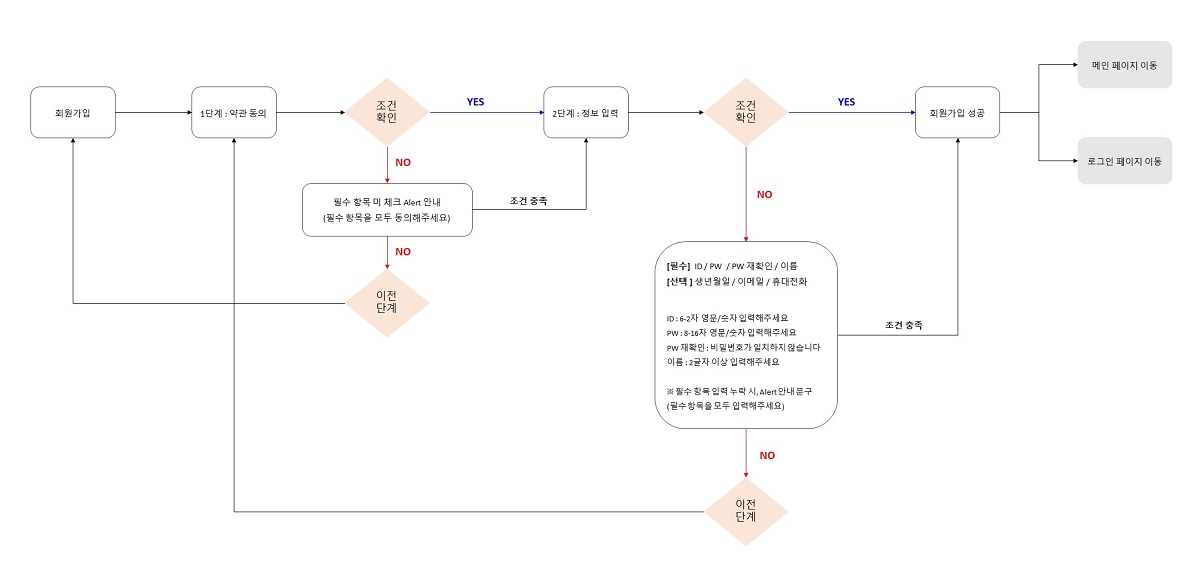 회원가입
1단계 : 약관 동의
조건
확인
YES
2단계 : 정보 입력
조건
확인
YES
회원가입 성공
메인 페이지 이동
로그인 페이지 이동
NO
필수 항목 미 체크 Alert 안내
(필수 항목을 모두 동의해주세요)
조건 충족
NO
이전
단계
NO
[필수] ID / PW / PW 재확인 / 이름
[선택 ] 생년월일 / 이메일 / 휴대전화
ID : 6-2자 영문/숫자 입력해주세요
PW : 8-16자 영문/숫자 입력해주세요
PW 재확인 : 비밀번호가 일치하지 않습니다
이름 : 2글자 이상 입력해주세요
※ 필수 항목 입력 누락 시, Alert 안내 문구
(필수 항목을 모두 입력해주세요)
조건 충족
NO
이전
단계